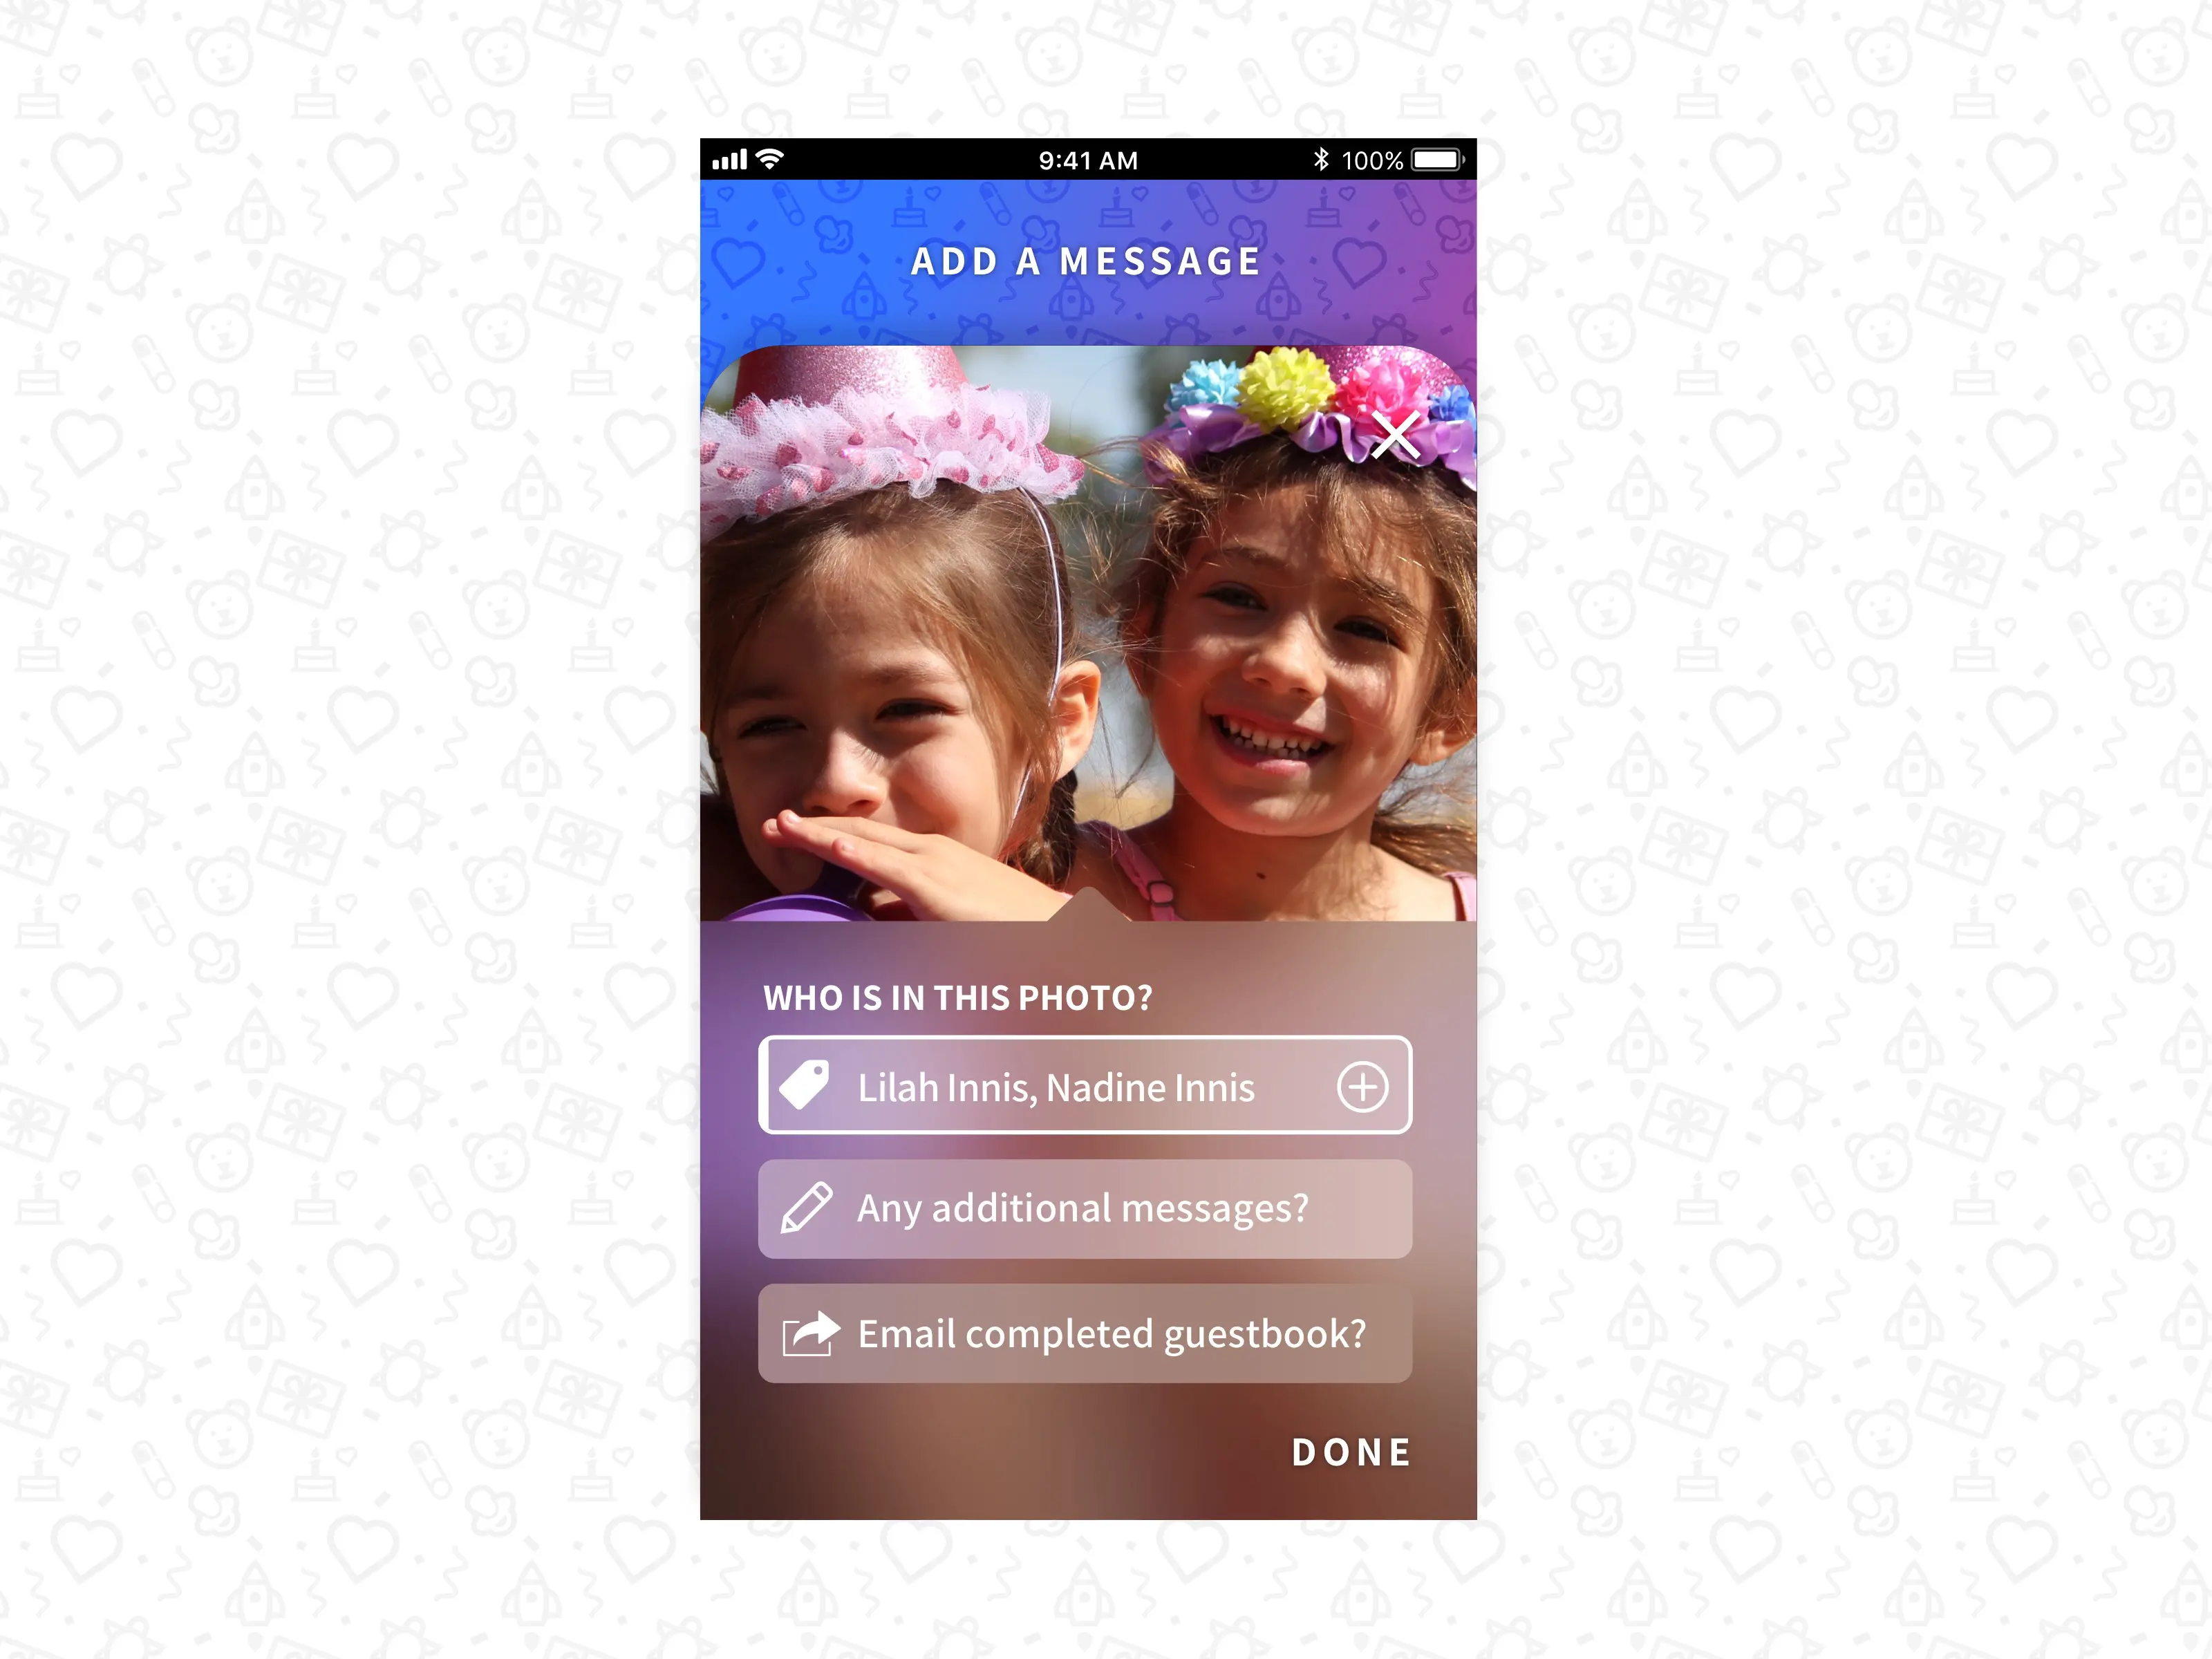 9:41 AM
100%
ADD A MESSAGE
WHO IS IN THIS PHOTO?
Lilah Innis, Nadine Innis
Any additional messages?
Email completed guestbook?
DONE